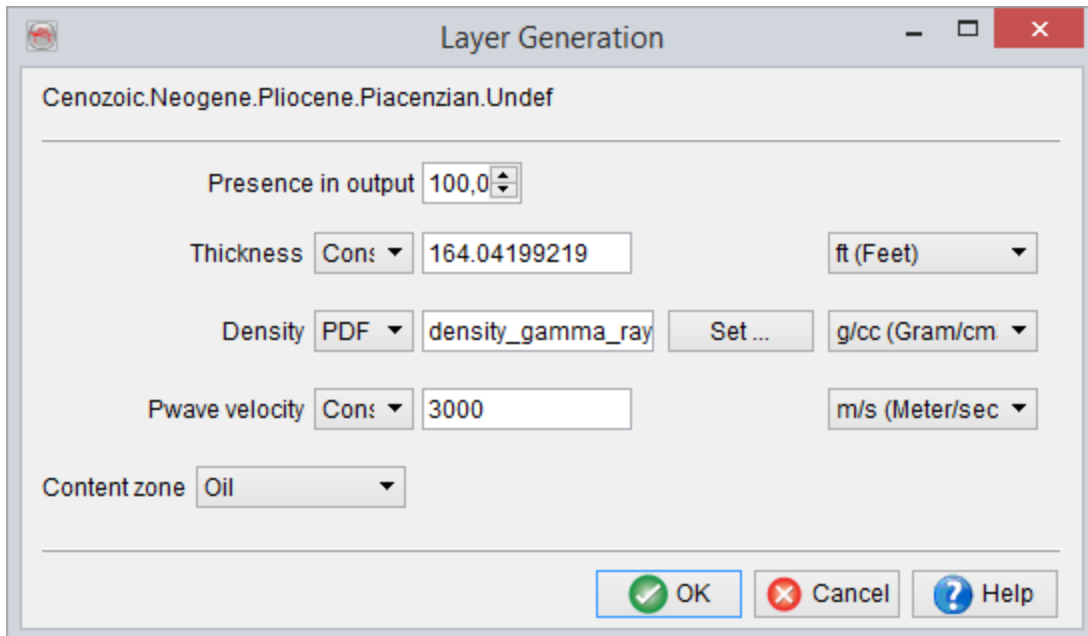 Layer Generation
Cenozoic.Neogene.Pliocene.Piacenzian.Undef
Presence in output 100,0
Thickness Cons 164.04199219 ft (Feet)
Density PDF density_gamma_ray Set ... g/cc (Gram/cm
Pwave velocity Cons 3000 m/s (Meter/sec
Content zone Oil
OK Cancel Help